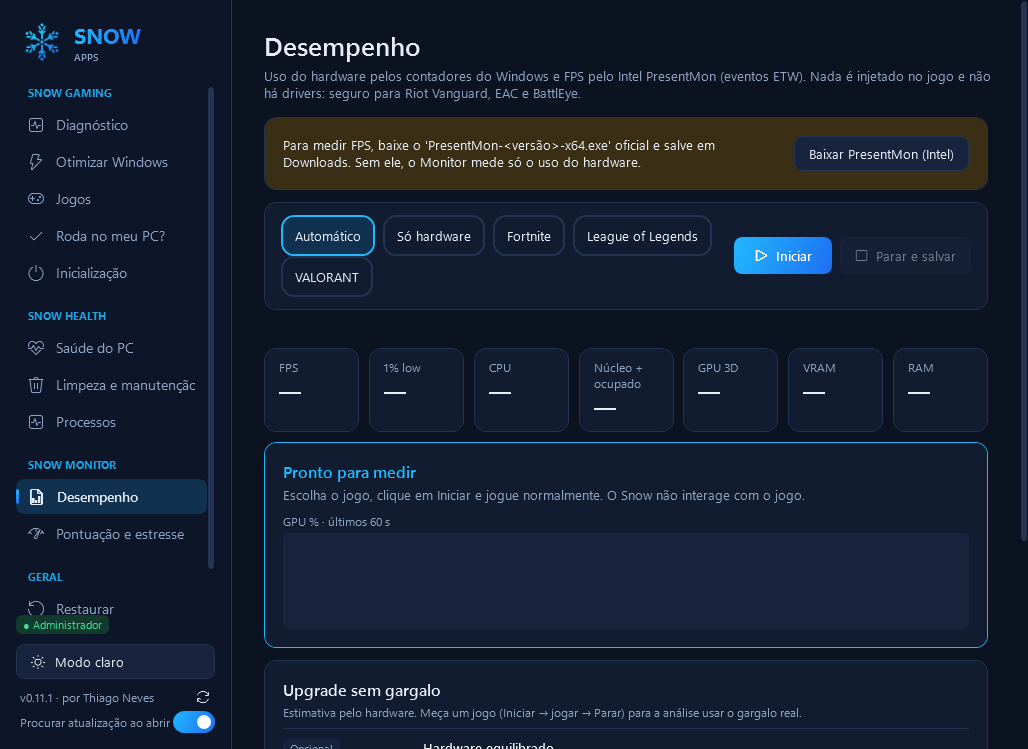 SNOW
APPS
SNOW GAMING
Diagnóstico
Otimizar Windows
Jogos
Roda no meu PC?
Inicialização
SNOW HEALTH
Saúde do PC
Limpeza e manutenção
Processos
SNOW MONITOR
Desempenho
Pontuação e estresse
GERAL
Restaurar
Administrador
Modo claro
v0.11.1 · por Thiago Neves
Procurar atualização ao abrir
Desempenho
Uso do hardware pelos contadores do Windows e FPS pelo Intel PresentMon (eventos ETW). Nada é injetado no jogo e não
há drivers: seguro para Riot Vanguard, EAC e BattlEye.
Para medir FPS, baixe o 'PresentMon-<versão>-x64.exe' oficial e salve em
Downloads. Sem ele, o Monitor mede só o uso do hardware.
Baixar PresentMon (Intel)
Automático
Só hardware
Fortnite
League of Legends
VALORANT
Iniciar
Parar e salvar
FPS
—
1% low
—
CPU
—
Núcleo +
ocupado
—
GPU 3D
—
VRAM
—
RAM
—
Pronto para medir
Escolha o jogo, clique em Iniciar e jogue normalmente. O Snow não interage com o jogo.
GPU % · últimos 60 s
Upgrade sem gargalo
Estimativa pelo hardware. Meça um jogo (Iniciar → jogar → Parar) para a análise usar o gargalo real.
Opcional
Hardware equilibrado